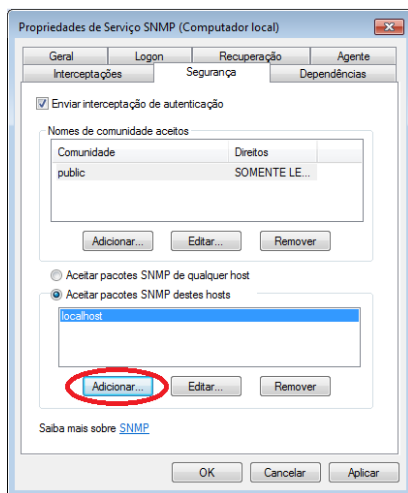 Propriedades de Serviço SNMP (Computador local)
Geral Logon Recuperação Agente
Interceptações Segurança Dependências
Enviar interceptação de autenticação
Nomes de comunidade aceitos
Comunidade Direitos
public SOMENTE LE...
Adicionar... Editar... Remover
Aceitar pacotes SNMP de qualquer host
Aceitar pacotes SNMP destes hosts
localhost
Adicionar... Editar... Remover
Saiba mais sobre SNMP
OK Cancelar Aplicar